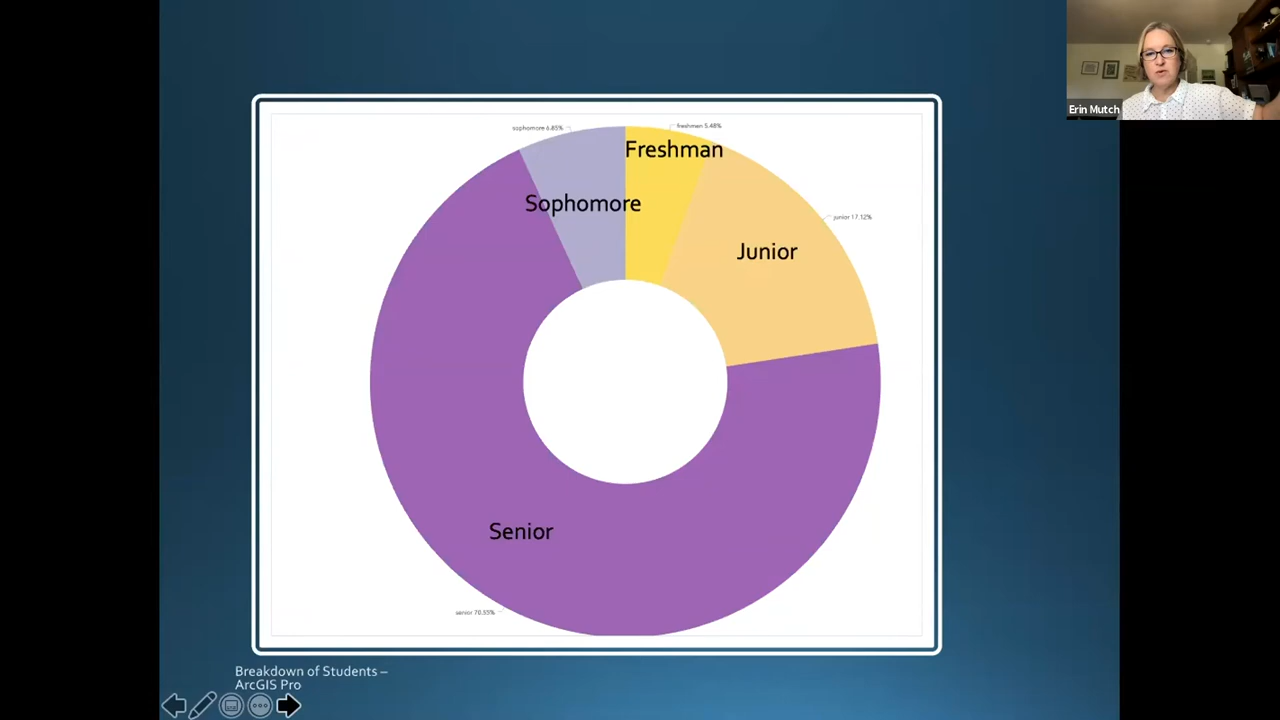 Erin Mutch
sophomore 6.85%
freshman 5.48%
Freshman
Sophomore
junior 17.12%
Junior
Senior
senior 70.55%
Breakdown of Students –
ArcGIS Pro